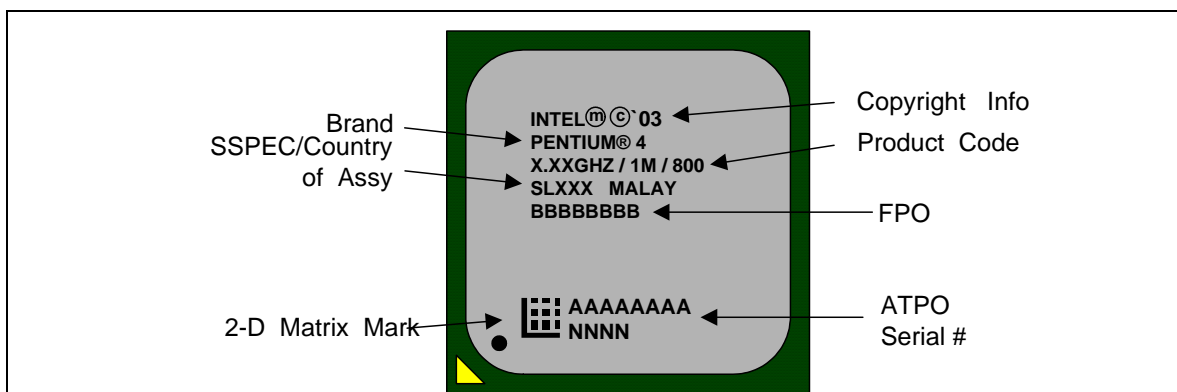 Brand
SSPEC/Country
of Assy
2-D Matrix Mark
INTELⓜ ©`03
PENTIUM® 4
X.XXGHZ / 1M / 800
SLXXX MALAY
BBBBBBBB
AAAAAAAA
NNNN
Copyright Info
Product Code
FPO
ATPO
Serial #